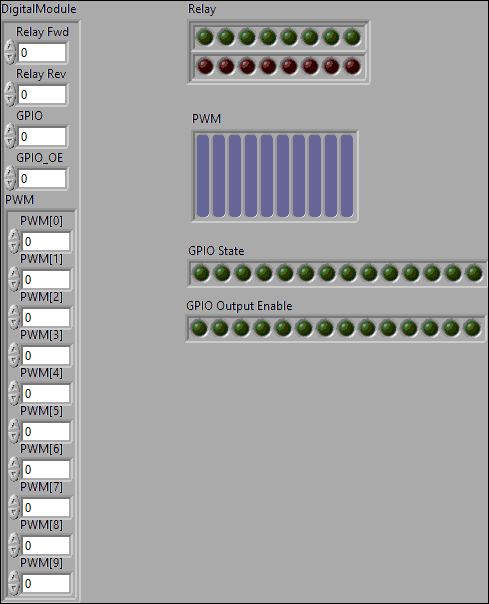 DigitalModule
Relay Fwd
0
Relay Rev
0
GPIO
0
GPIO_OE
0
PWM
PWM[0]
0
PWM[1]
0
PWM[2]
0
PWM[3]
0
PWM[4]
0
PWM[5]
0
PWM[6]
0
PWM[7]
0
PWM[8]
0
PWM[9]
0
Relay
PWM
GPIO State
GPIO Output Enable